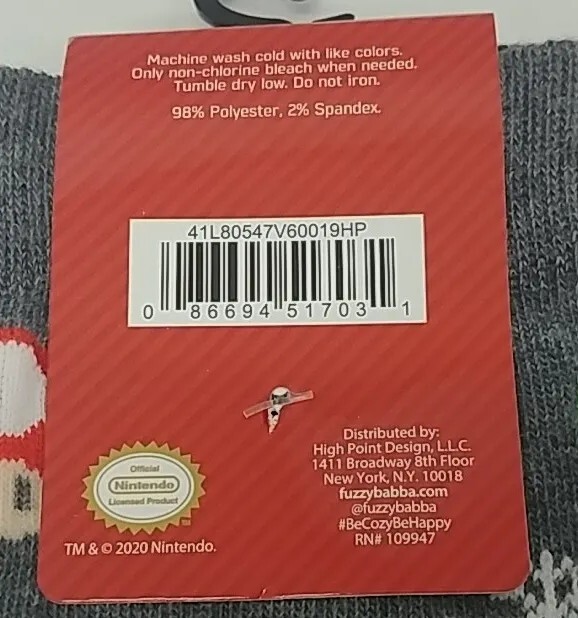 Machine wash cold with like colors.
Only non-chlorine bleach when needed.
Tumble dry low. Do not iron.
98% Polyester, 2% Spandex.
41L80547V60019HP
0 86694 51703 1
Official
Nintendo
Licensed Product
TM
TM & © 2020 Nintendo.
Distributed by:
High Point Design, L.L.C.
1411 Broadway 8th Floor
New York, N.Y. 10018
fuzzybabba.com
@fuzzybabba
#BeCozyBeHappy
RN# 109947